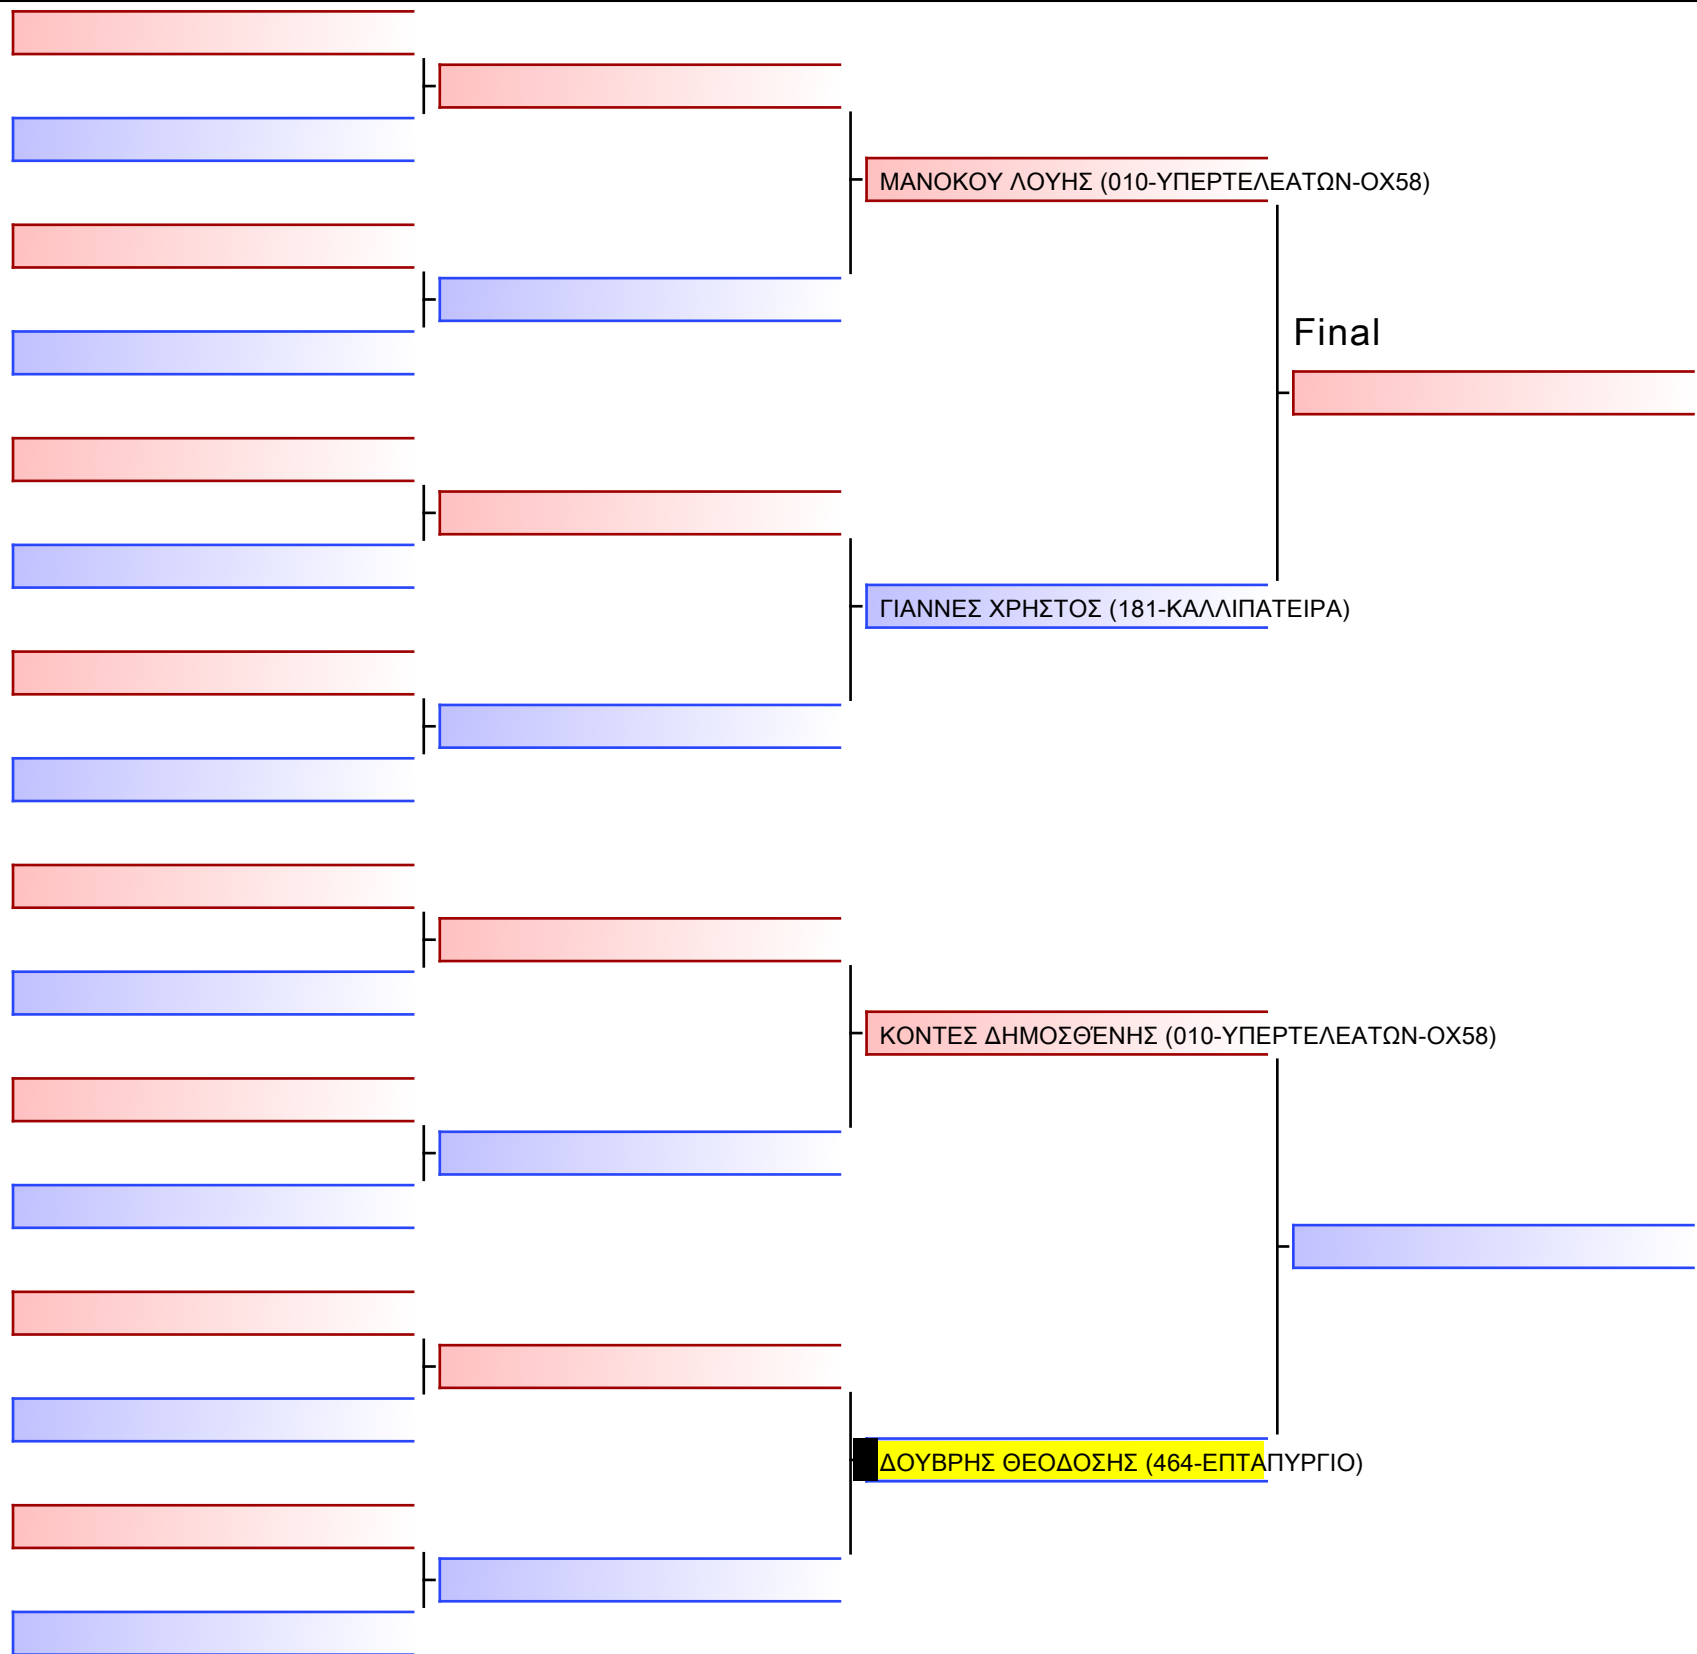 ΜΑΝΟΚΟΥ ΛΟΥΗΣ (010-ΥΠΕΡΤΕΛΕΑΤΩΝ-ΟΧ58)
Final
ΓΙΑΝΝΕΣ ΧΡΗΣΤΟΣ (181-ΚΑΛΛΙΠΑΤΕΙΡΑ)
ΚΟΝΤΕΣ ΔΗΜΟΣΘΈΝΗΣ (010-ΥΠΕΡΤΕΛΕΑΤΩΝ-ΟΧ58)
ΔΟΥΒΡΗΣ ΘΕΟΔΟΣΗΣ (464-ΕΠΤΑΠΥΡΓΙΟ)